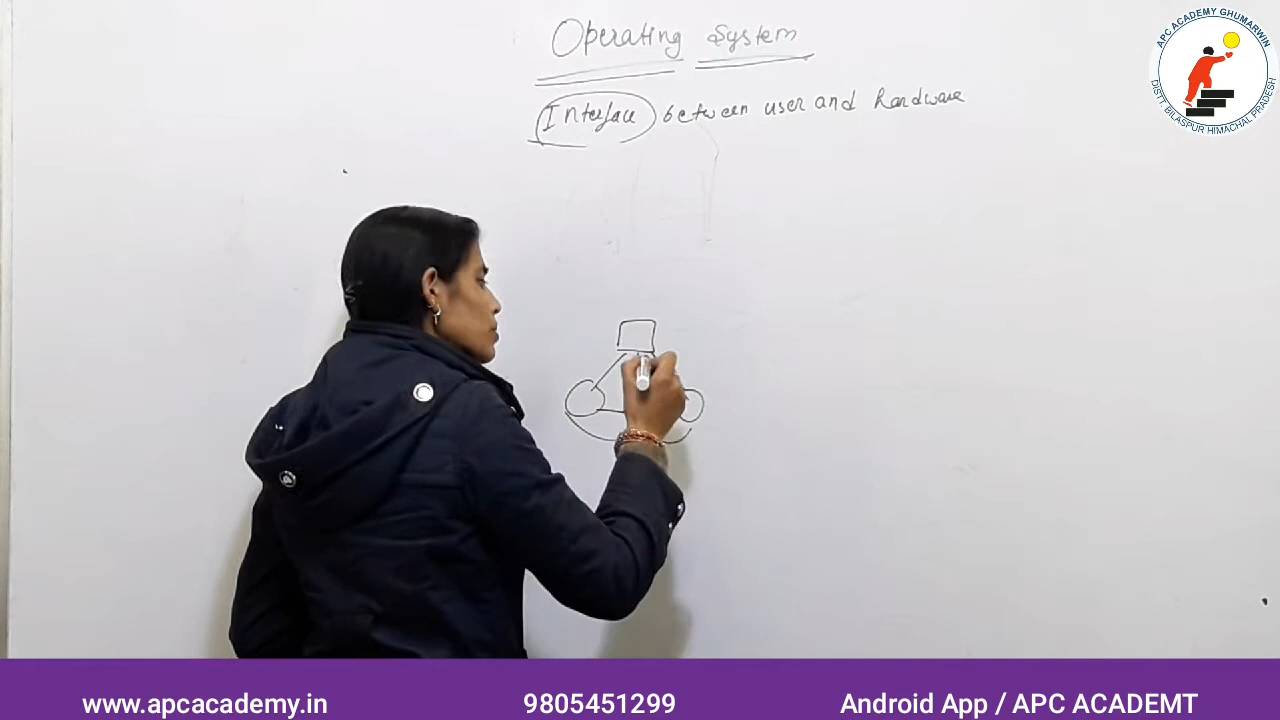 Operating System
Interface between user and hardware
APC ACADEMY GHUMARWIN
DISTT. BILASPUR HIMACHAL PRADESH
www.apcacademy.in
9805451299
Android App / APC ACADEMT